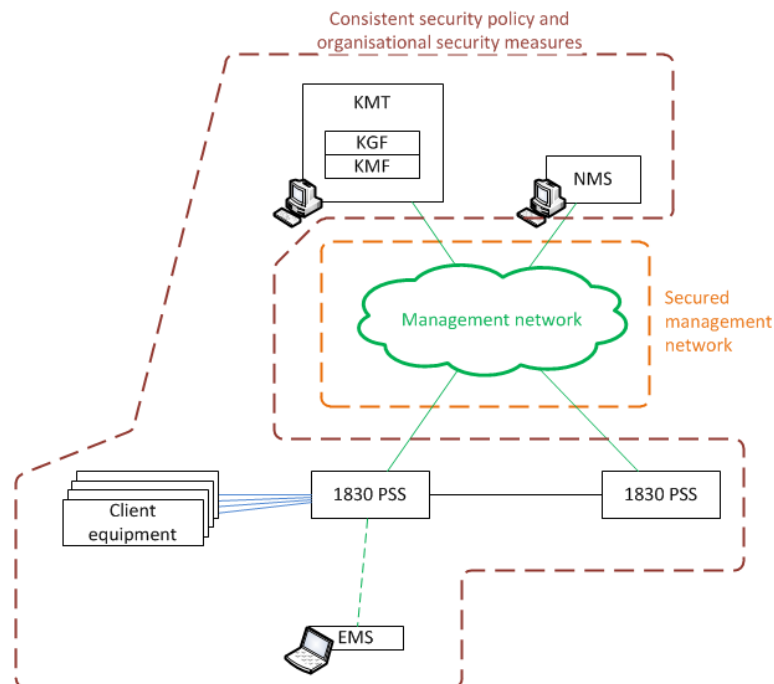 Consistent security policy and
organisational security measures
KMT
KGF
KMF
NMS
Management network
Secured
management
network
1830 PSS
1830 PSS
Client
equipment
EMS